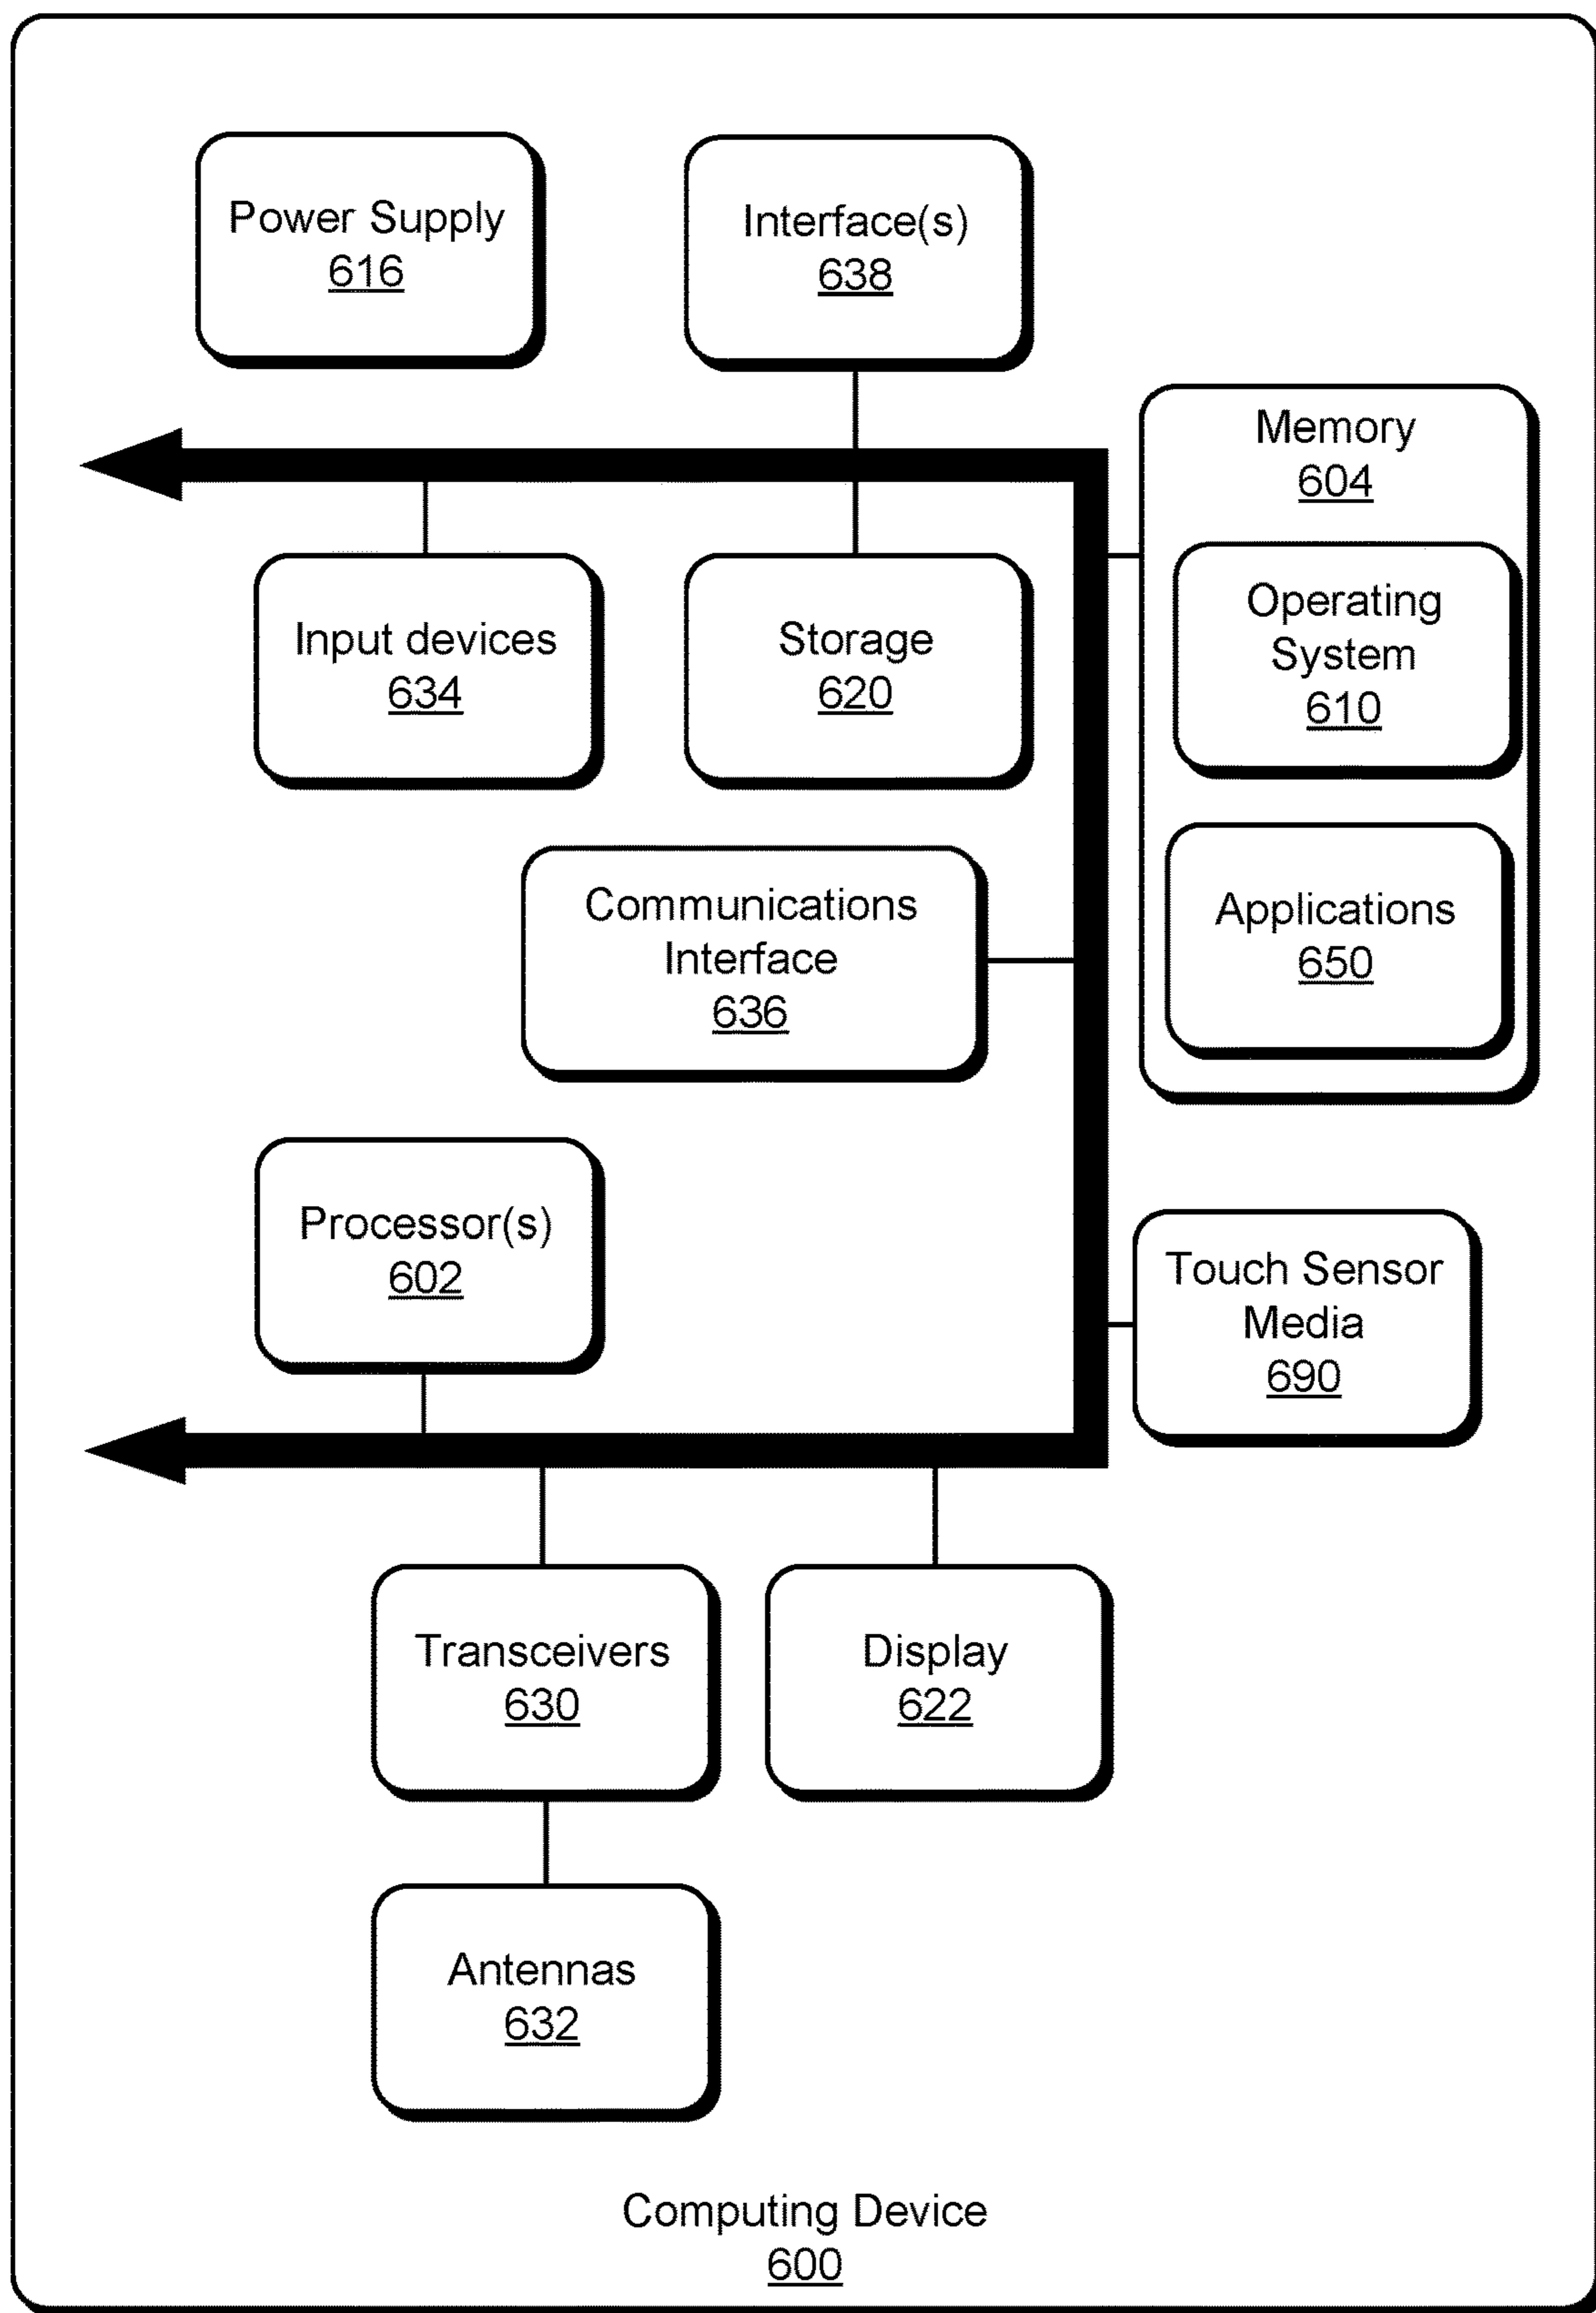 Power Supply
616
Interface(s)
638
Memory
604
Operating
System
610
Input devices
634
Storage
620
Applications
650
Communications
Interface
636
Processor(s)
602
Touch Sensor
Media
690
Transceivers
630
Display
622
Antennas
632
Computing Device
600